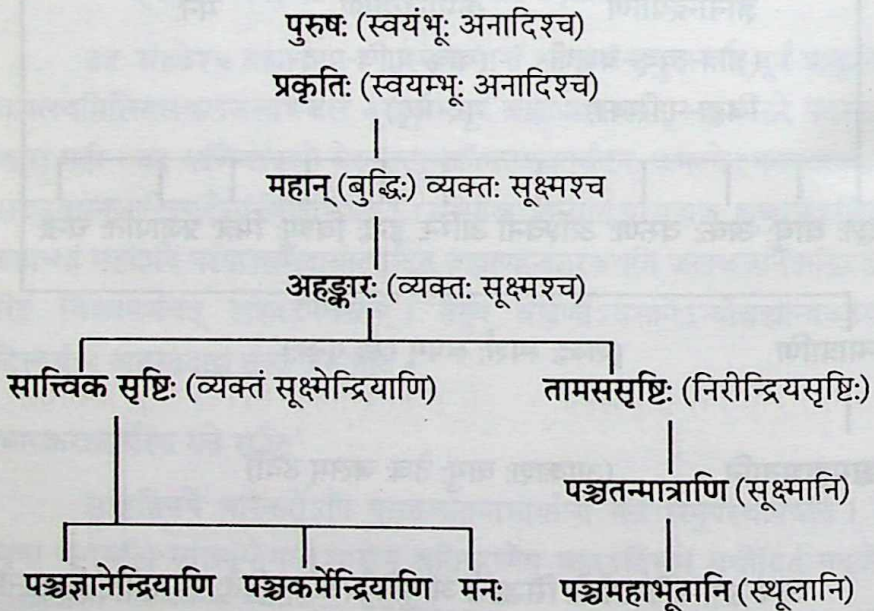 पुरुषः (स्वयंभूः अनादिश्च)
प्रकृतिः (स्वयम्भूः अनादिश्च)
महान् (बुद्धिः) व्यक्तः सूक्ष्मश्च
अहङ्कारः (व्यक्तः सूक्ष्मश्च)
सात्त्विक सृष्टिः (व्यक्तं सूक्ष्मेन्द्रियाणि) तामससृष्टिः (निरीन्द्रियसृष्टिः)
पञ्चतन्मात्राणि (सूक्ष्मानि)
पञ्चज्ञानेन्द्रियाणि पञ्चकर्मेन्द्रियाणि मनः पञ्चमहाभूतानि (स्थूलानि)